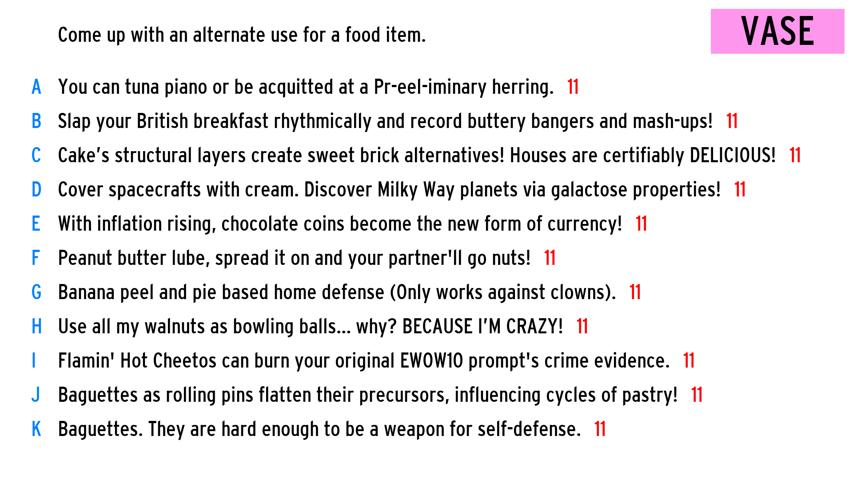 Come up with an alternate use for a food item.
VASE
A You can tuna piano or be acquitted at a Pr-eel-iminary herring. 11
B Slap your British breakfast rhythmically and record buttery bangers and mash-ups! 11
C Cake's structural layers create sweet brick alternatives! Houses are certifiably DELICIOUS! 11
D Cover spacecrafts with cream. Discover Milky Way planets via galactose properties! 11
E With inflation rising, chocolate coins become the new form of currency! 11
F Peanut butter lube, spread it on and your partner'll go nuts! 11
G Banana peel and pie based home defense (Only works against clowns). 11
H Use all my walnuts as bowling balls... why? BECAUSE I'M CRAZY! 11
I Flamin' Hot Cheetos can burn your original EWOW10 prompt's crime evidence. 11
J Baguettes as rolling pins flatten their precursors, influencing cycles of pastry! 11
K Baguettes. They are hard enough to be a weapon for self-defense. 11